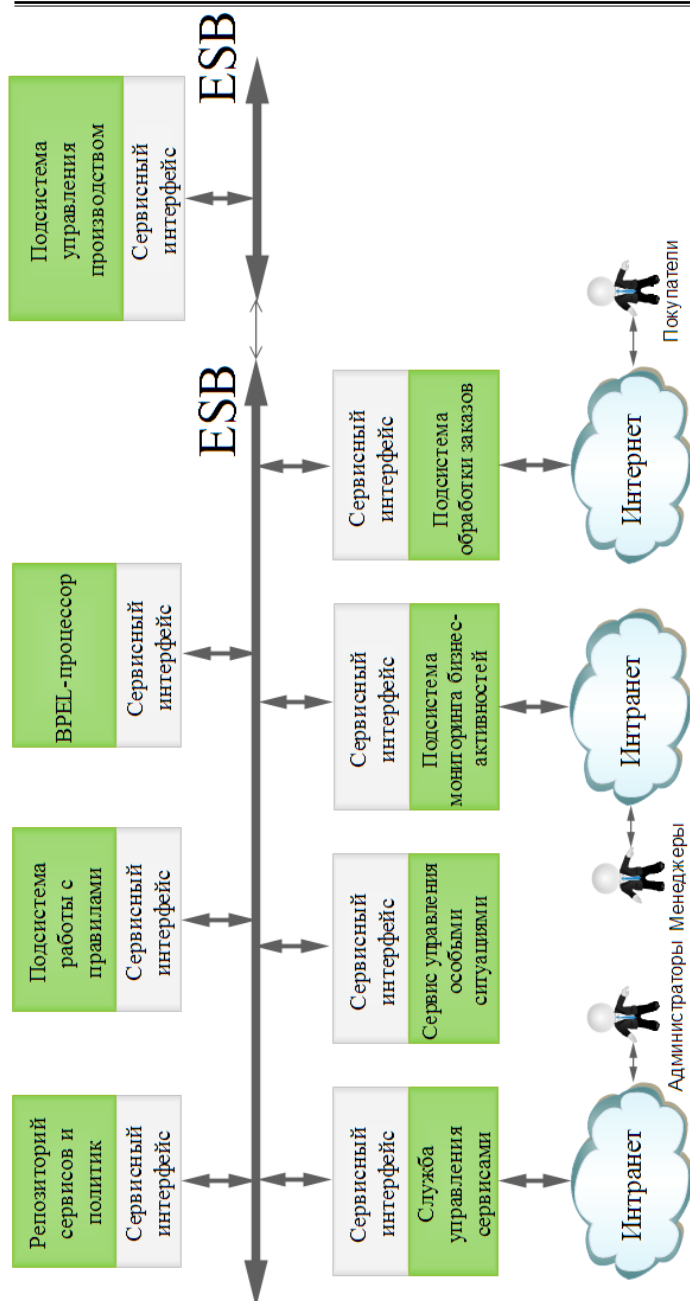 Репозиторий
сервисов и
политик
Сервисный
интерфейс
Подсистема
работы с
правилами
Сервисный
интерфейс
BPEL-процессор
Сервисный
интерфейс
Подсистема
управления
производством
Сервисный
интерфейс
ESB
ESB
Сервисный
интерфейс
Служба
управления
сервисами
Сервисный
интерфейс
Сервис управления
особыми
ситуациями
Сервисный
интерфейс
Подсистема
мониторинга бизнес-
активностей
Сервисный
интерфейс
Подсистема
обработки заказов
Интранет
Администраторы
Менеджеры
Интранет
Интернет
Покупатели